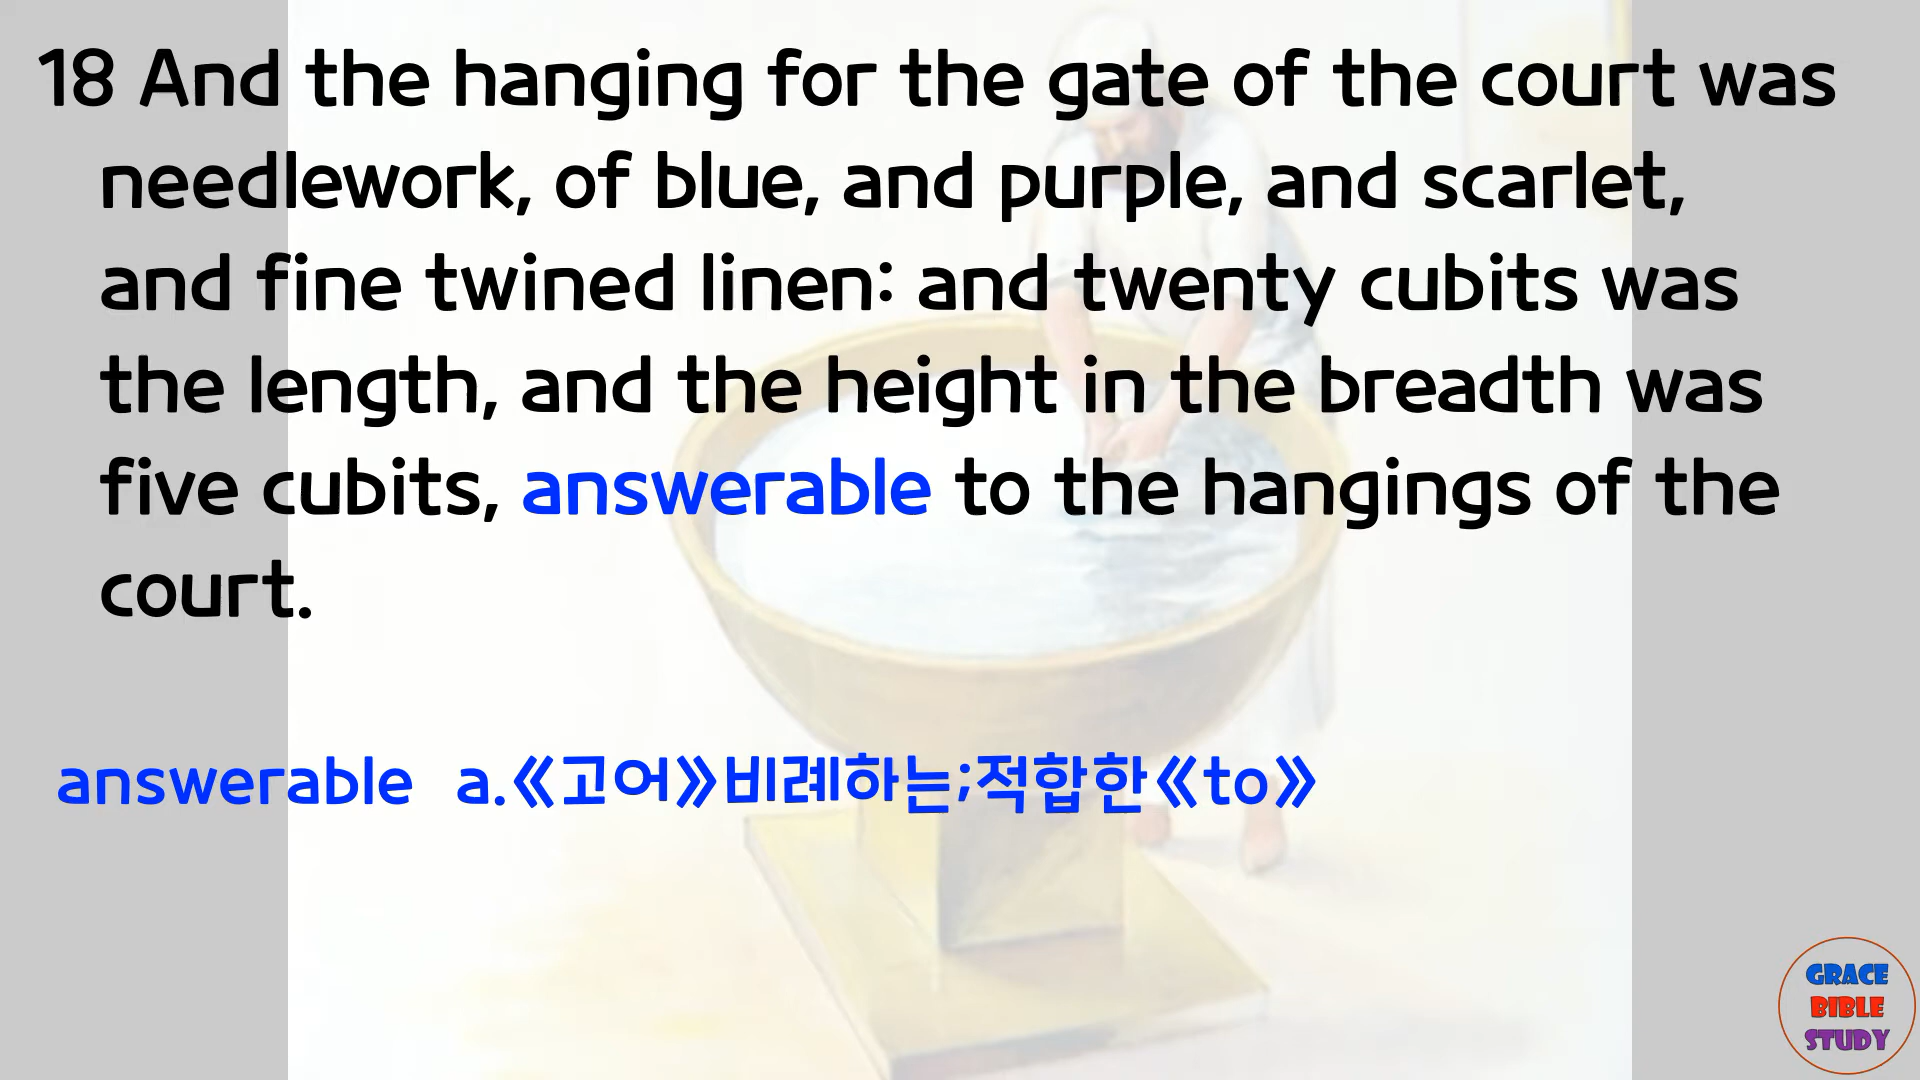 18 And the hanging for the gate of the court was
needlework, of blue, and purple, and scarlet,
and fine twined linen: and twenty cubits was
the length, and the height in the breadth was
five cubits, answerable to the hangings of the
court.
answerable a.《고어》비례하는;적합한《to》
GRACE
BIBLE
STUDY